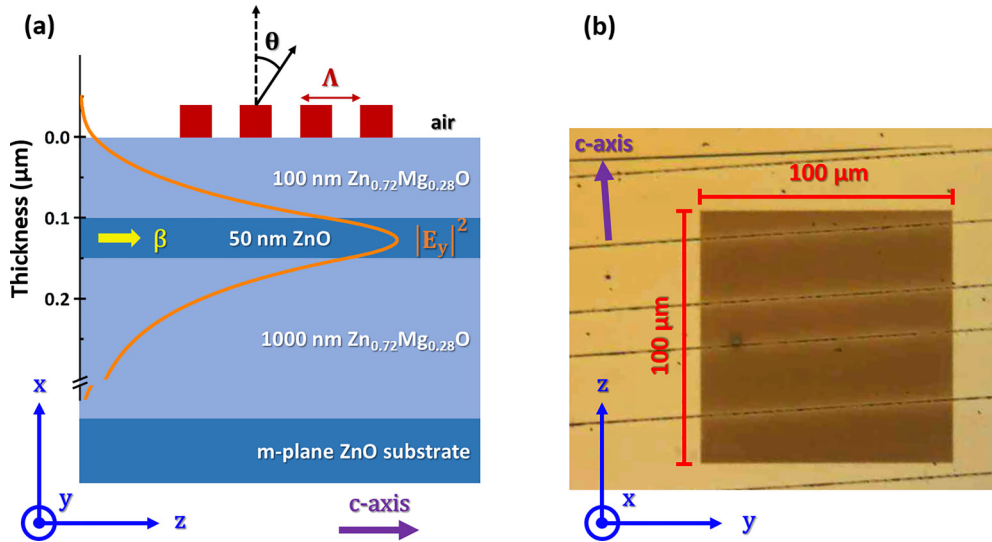 (a)
θ
Λ
air
0.0
100 nm Zn0.72Mg0.28O
0.1
β
50 nm ZnO
|Ey|²
0.2
1000 nm Zn0.72Mg0.28O
Thickness (μm)
m-plane ZnO substrate
x
y
z
c-axis
(b)
c-axis
100 μm
100 μm
z
x
y